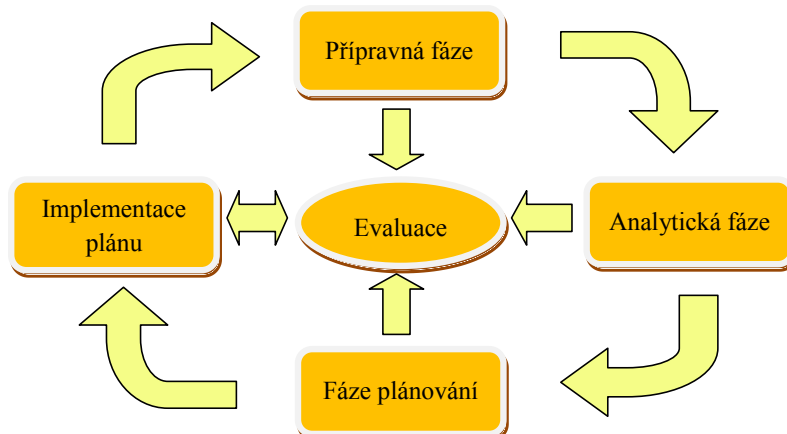 Přípravná fáze
Implementace
plánu
Evaluace
Analytická fáze
Fáze plánování